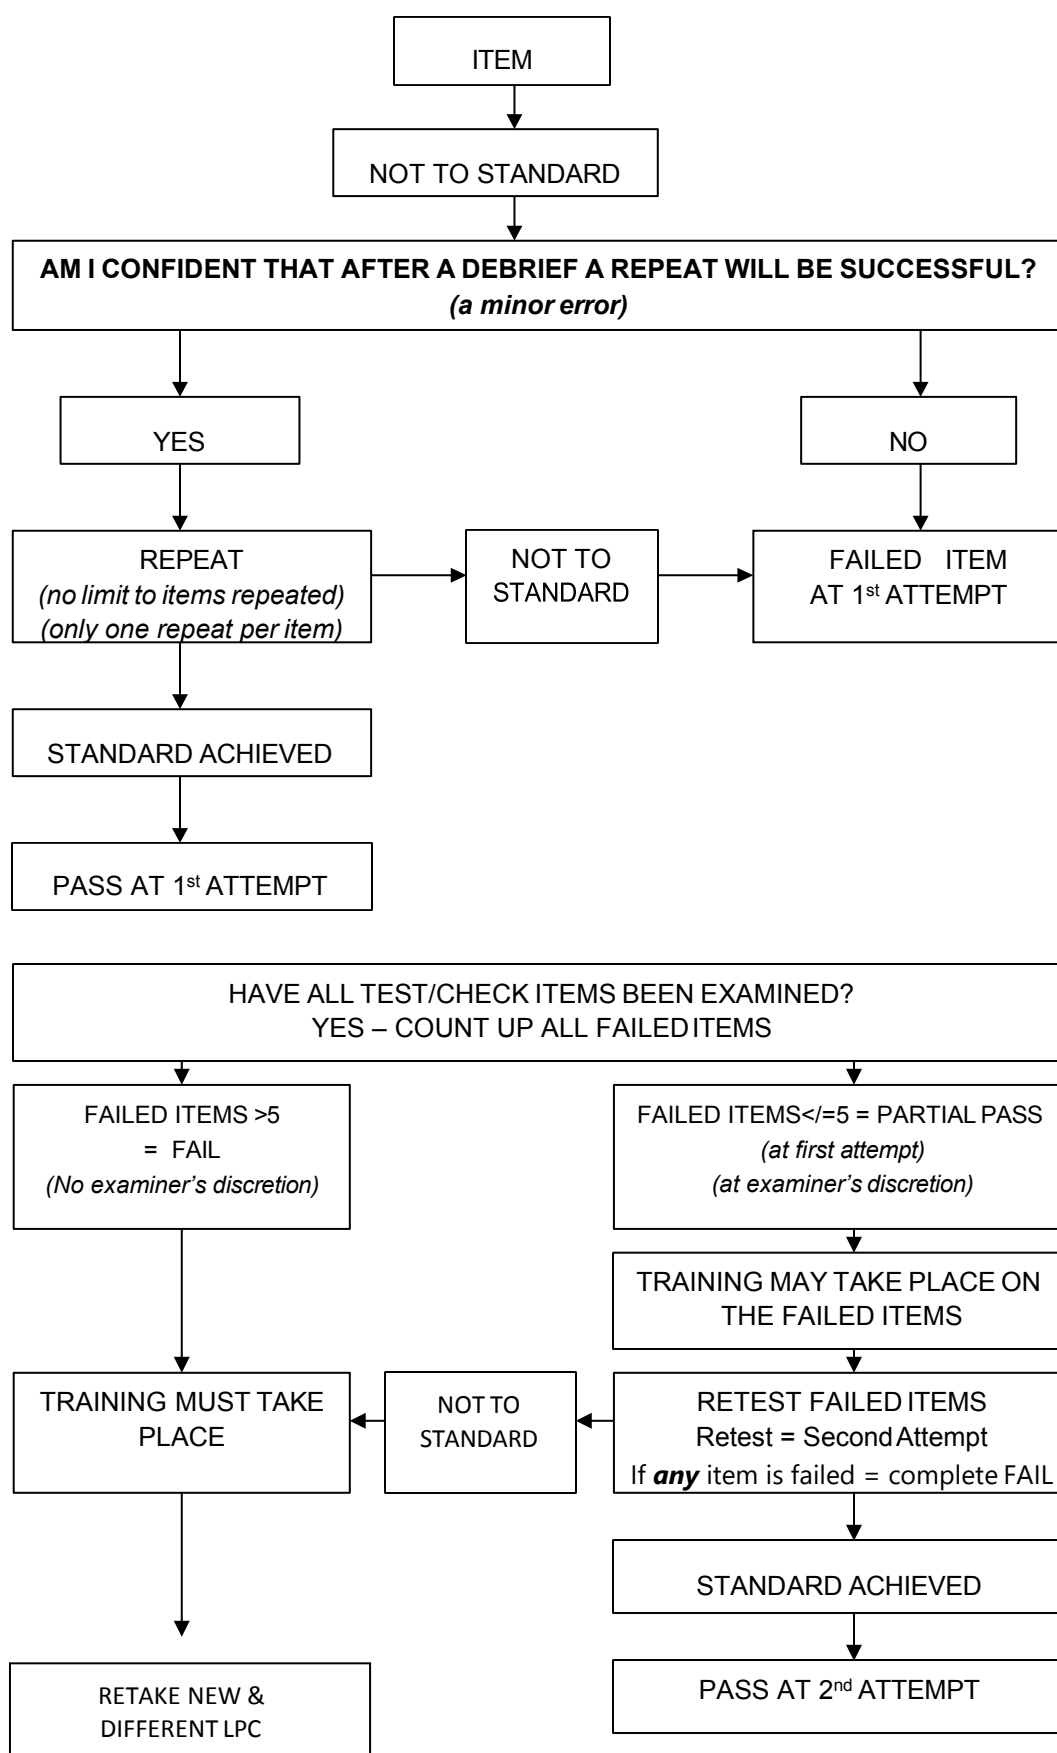 ITEM
NOT TO STANDARD
AM I CONFIDENT THAT AFTER A DEBRIEF A REPEAT WILL BE SUCCESSFUL?
(a minor error)
YES
NO
REPEAT
(no limit to items repeated)
(only one repeat per item)
NOT TO
STANDARD
FAILED ITEM
AT 1st ATTEMPT
STANDARD ACHIEVED
PASS AT 1st ATTEMPT
HAVE ALL TEST/CHECK ITEMS BEEN EXAMINED?
YES – COUNT UP ALL FAILED ITEMS
FAILED ITEMS >5
= FAIL
(No examiner's discretion)
FAILED ITEMS</=5 = PARTIAL PASS
(at first attempt)
(at examiner's discretion)
TRAINING MAY TAKE PLACE ON
THE FAILED ITEMS
TRAINING MUST TAKE
PLACE
NOT TO
STANDARD
RETEST FAILED ITEMS
Retest = Second Attempt
If any item is failed = complete FAIL
STANDARD ACHIEVED
RETAKE NEW &
DIFFERENT LPC
PASS AT 2nd ATTEMPT